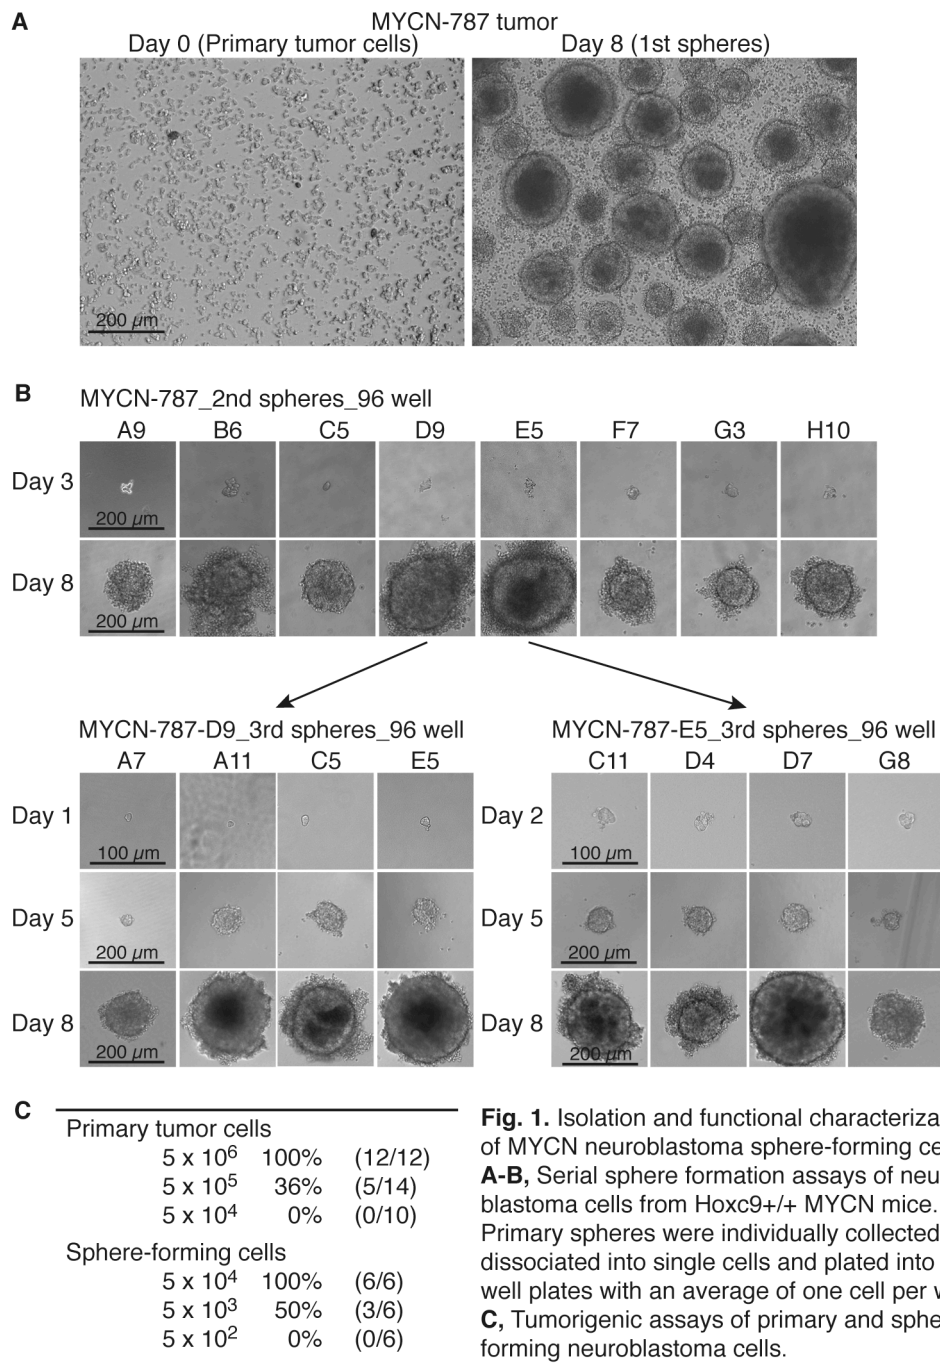 A
MYCN-787 tumor
Day 0 (Primary tumor cells)
Day 8 (1st spheres)
200 µm
B
MYCN-787_2nd spheres_96 well
A9 B6 C5 D9 E5 F7 G3 H10
Day 3
200 µm
Day 8
200 µm
MYCN-787-D9_3rd spheres_96 well
A7 A11 C5 E5
Day 1
100 µm
Day 5
200 µm
Day 8
200 µm
MYCN-787-E5_3rd spheres_96 well
C11 D4 D7 G8
Day 2
100 µm
Day 5
200 µm
Day 8
200 µm
C
Primary tumor cells
5 x 10⁶ 100% (12/12)
5 x 10⁵ 36% (5/14)
5 x 10⁴ 0% (0/10)
Sphere-forming cells
5 x 10⁴ 100% (6/6)
5 x 10³ 50% (3/6)
5 x 10² 0% (0/6)
Fig. 1. Isolation and functional characteriza
of MYCN neuroblastoma sphere-forming ce
A-B, Serial sphere formation assays of neu
blastoma cells from Hoxc9+/+ MYCN mice.
Primary spheres were individually collected
dissociated into single cells and plated into
well plates with an average of one cell per w
C, Tumorigenic assays of primary and sphe
forming neuroblastoma cells.